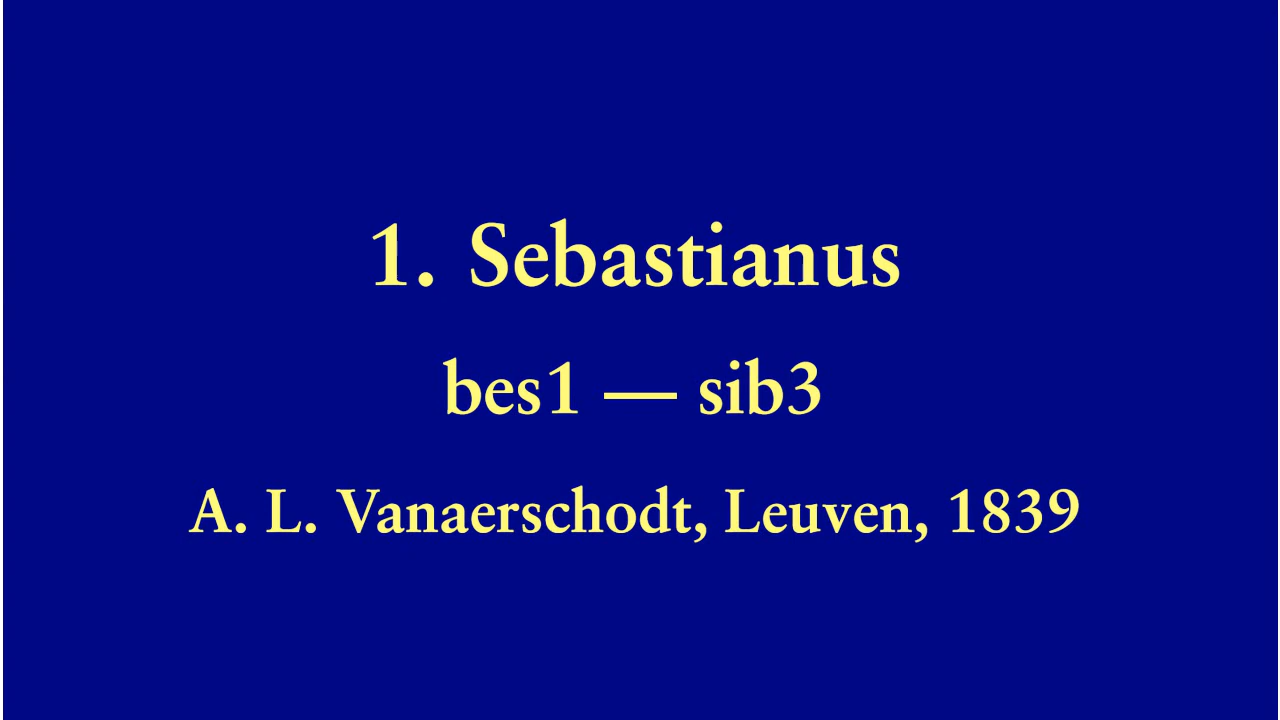 1. Sebastianus
bes1 — sib3
A. L. Vanaerschodt, Leuven, 1839